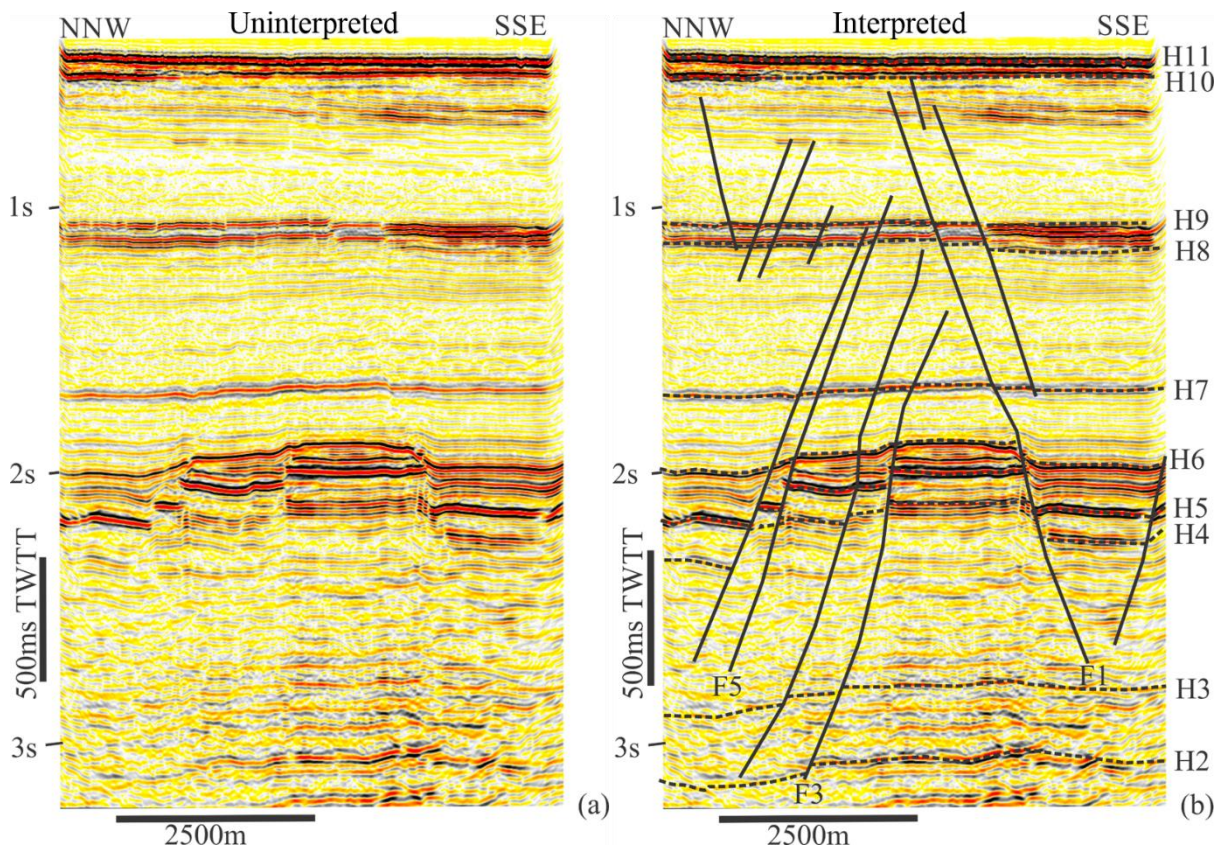 NNW Uninterpreted SSE
1s
2s
500ms TWTT
3s
2500m
(a)
NNW Interpreted SSE
H11
H10
1s
H9
H8
H7
2s
H6
H5
H4
500ms TWTT
F5
F1
H3
3s
H2
F3
2500m
(b)